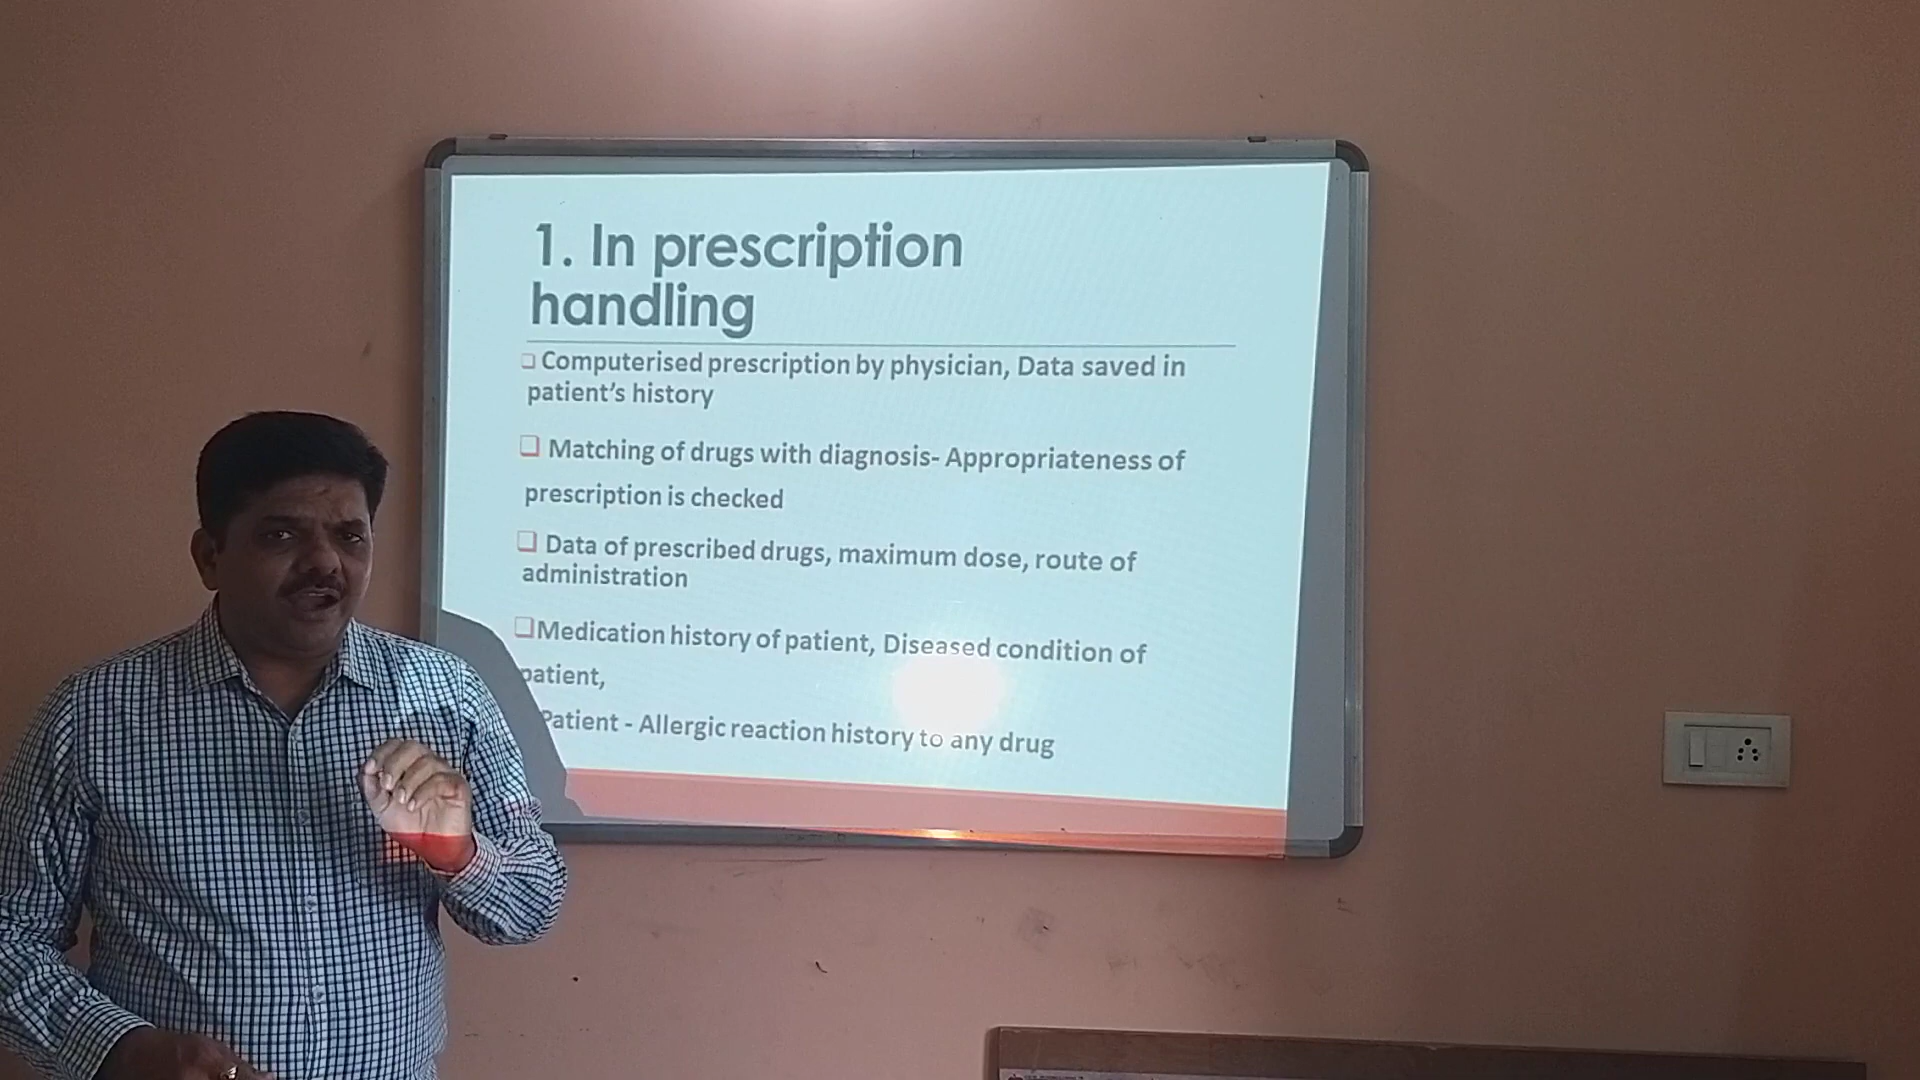 1. In prescription
handling
Computerised prescription by physician, Data saved in
patient's history
Matching of drugs with diagnosis- Appropriateness of
prescription is checked
Data of prescribed drugs, maximum dose, route of
administration
Medication history of patient, Diseased condition of
patient,
Patient - Allergic reaction history to any drug